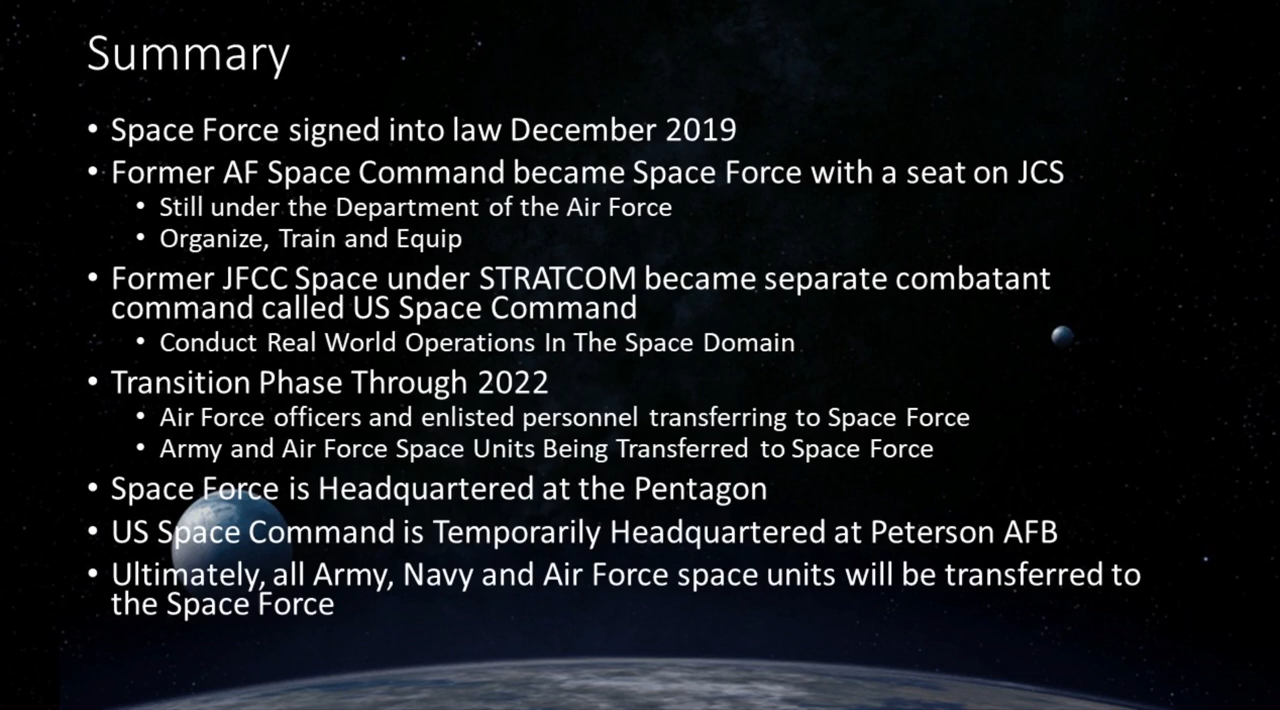 Summary
• Space Force signed into law December 2019
• Former AF Space Command became Space Force with a seat on JCS
• Still under the Department of the Air Force
• Organize, Train and Equip
• Former JFCC Space under STRATCOM became separate combatant
command called US Space Command
• Conduct Real World Operations In The Space Domain
• Transition Phase Through 2022
• Air Force officers and enlisted personnel transferring to Space Force
• Army and Air Force Space Units Being Transferred to Space Force
• Space Force is Headquartered at the Pentagon
• US Space Command is Temporarily Headquartered at Peterson AFB
• Ultimately, all Army, Navy and Air Force space units will be transferred to
the Space Force